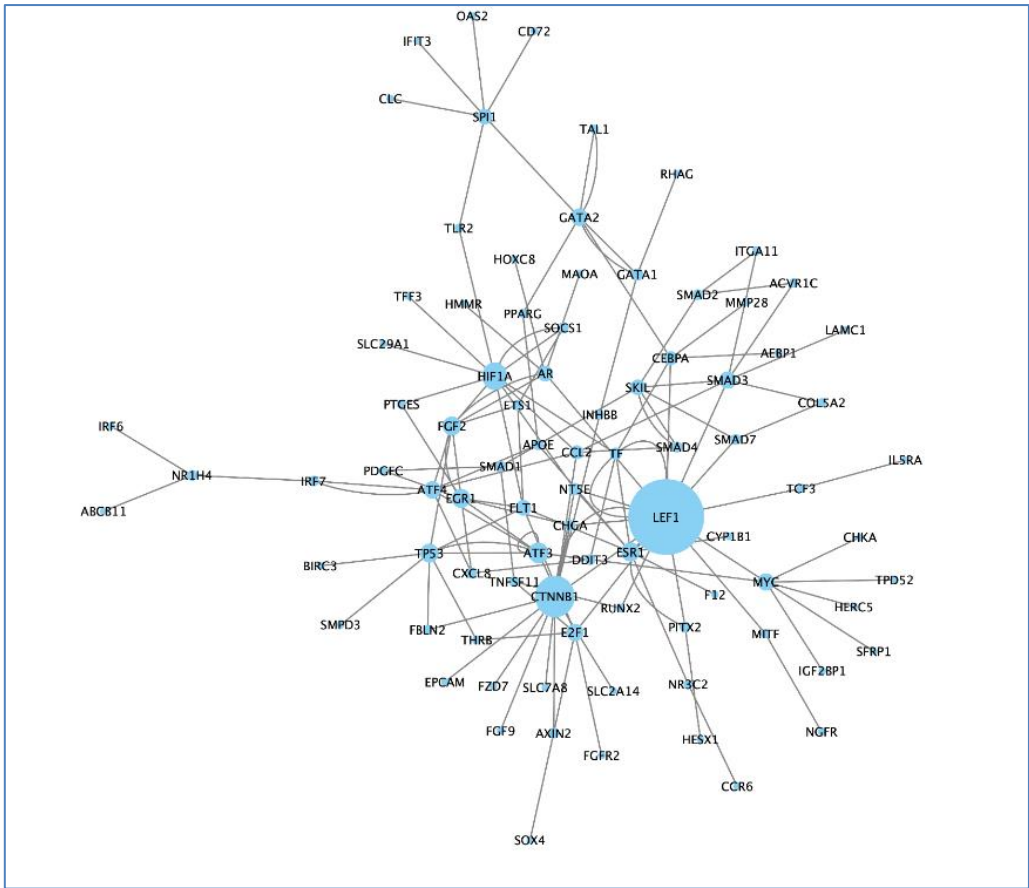 OAS2
CD72
IFIT3
CLC
SPI1
TAL1
RHAG
GATA2
TLR2
ITGA11
HOXC8
MAOA
GATA1
ACVR1C
SMAD2
TFF3
HMMR
MMP28
PPARG
SOCS1
LAMC1
SLC29A1
CEBPA
AEBP1
HIF1A
AR
SMAD3
SKIL
PTGES
ETS1
COL5A2
INHBB
IRF6
FGF2
SMAD7
APOE
SMAD4
CCL2
TF
IL5RA
PDGFC
SMAD1
NR1H4
IRF7
ATF4
NT5E
TCF3
EGR1
ABCB11
FLT1
LEF1
CHGA
CYP1B1
CHKA
TP53
ATF3
ESR1
DDIT3
BIRC3
CXCL8
TNFSF11
MYC
TPD52
CTNNB1
F12
HERC5
RUNX2
SMPD3
FBLN2
PITX2
THRB
E2F1
MITF
SFRP1
IGF2BP1
EPCAM
FZD7
SLC7A8
SLC2A14
NR3C2
FGF9
AXIN2
NGFR
HESX1
FGFR2
CCR6
SOX4